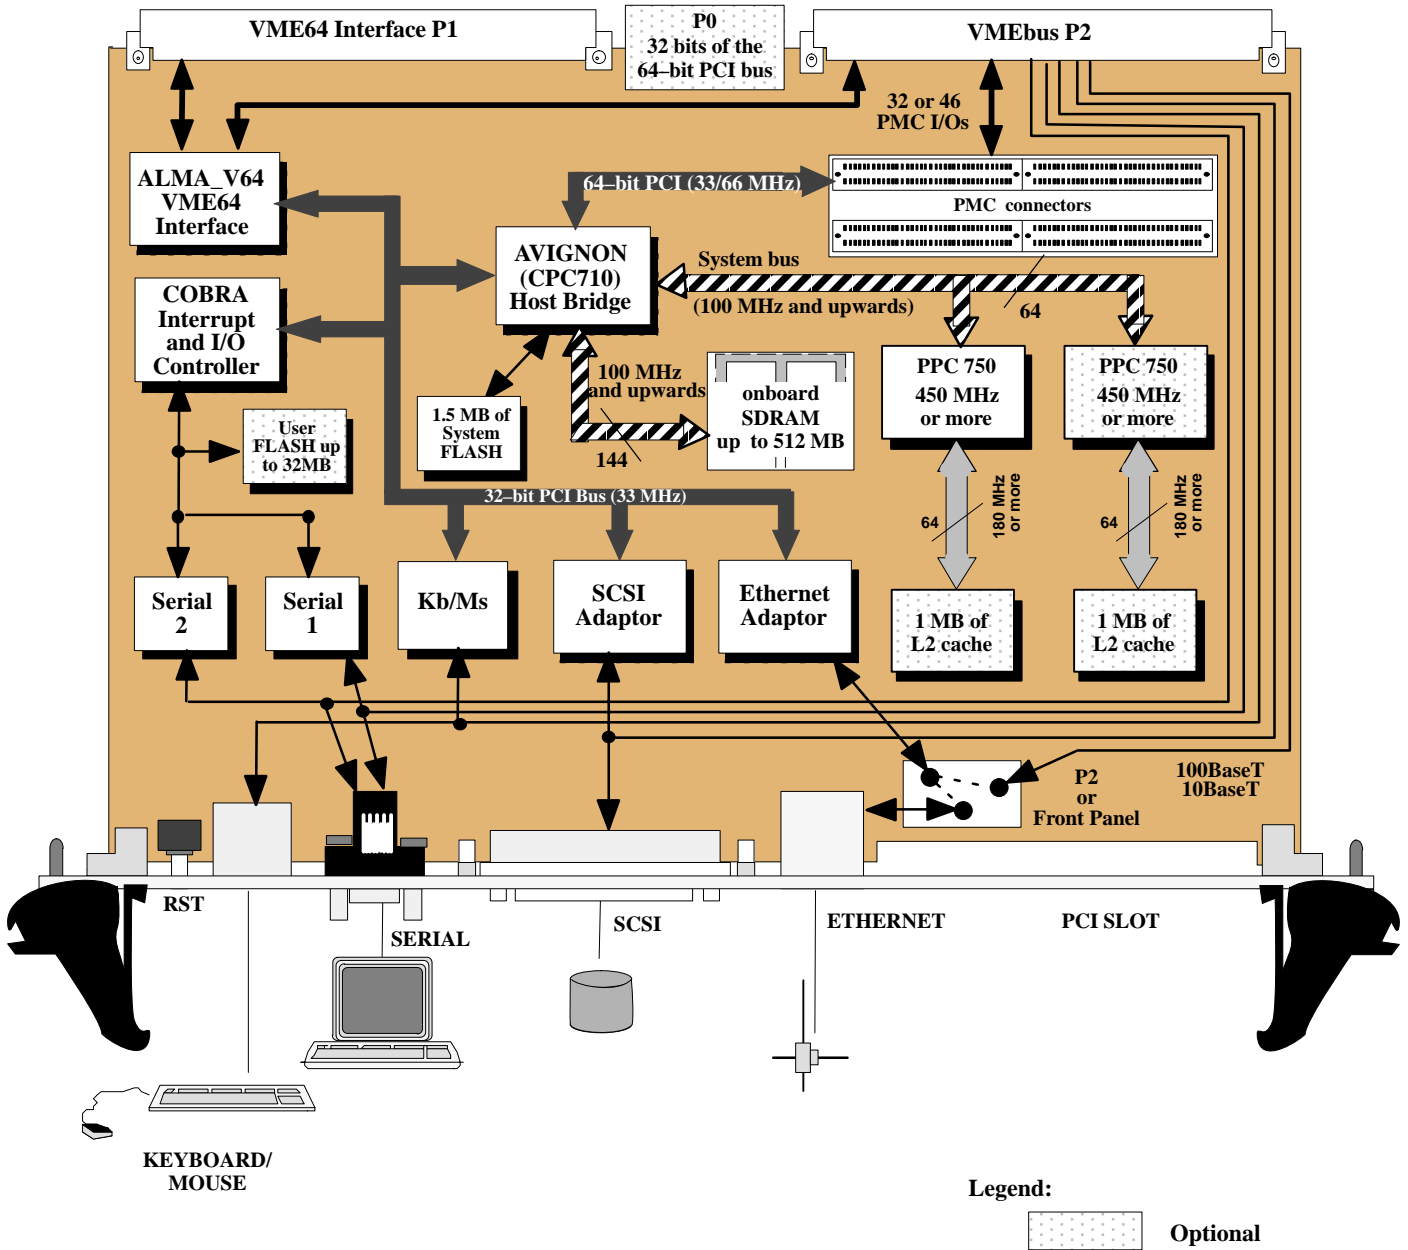 VME64 Interface P1
P0
32 bits of the
64–bit PCI bus
VMEbus P2
32 or 46
PMC I/Os
ALMA_V64
VME64
Interface
64–bit PCI (33/66 MHz)
PMC connectors
AVIGNON
(CPC710)
Host Bridge
System bus
(100 MHz and upwards)
64
COBRA
Interrupt
and I/O
Controller
100 MHz
and upwards
144
onboard
SDRAM
up to 512 MB
PPC 750
450 MHz
or more
PPC 750
450 MHz
or more
User
FLASH up
to 32MB
1.5 MB of
System
FLASH
32–bit PCI Bus (33 MHz)
64
180 MHz
or more
64
180 MHz
or more
Serial
2
Serial
1
Kb/Ms
SCSI
Adaptor
Ethernet
Adaptor
1 MB of
L2 cache
1 MB of
L2 cache
P2
or
Front Panel
100BaseT
10BaseT
RST
SERIAL
SCSI
ETHERNET
PCI SLOT
KEYBOARD/
MOUSE
Legend:
Optional